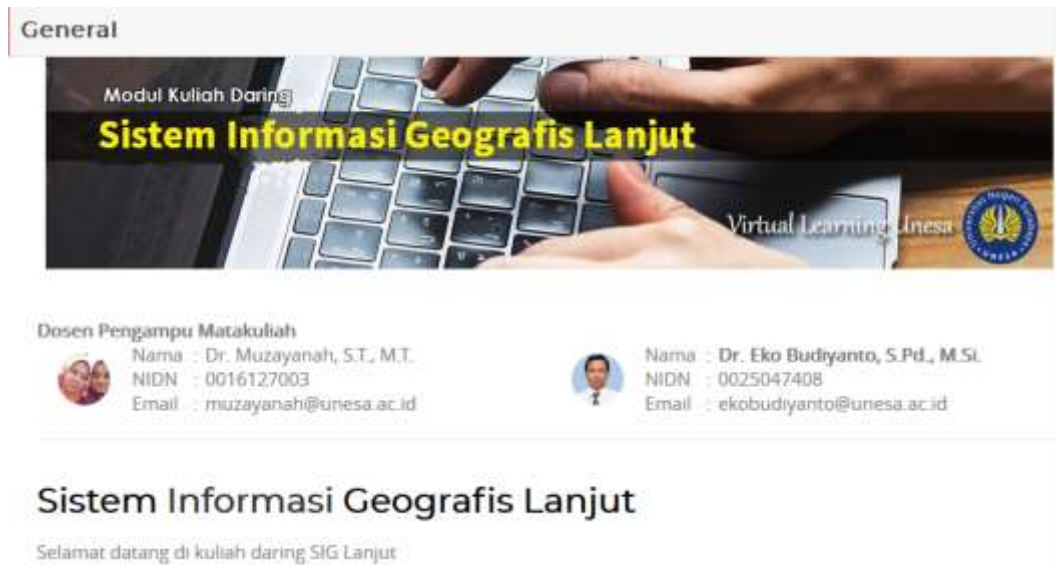 General
Modul Kuliah Daring
Sistem Informasi Geografis Lanjut
Virtual Learning Unesa
UNESA
Dosen Pengampu Matakuliah
Nama : Dr. Muzayanah, S.T., M.T.
NIDN : 0016127003
Email : muzayanah@unesa.ac.id
Nama : Dr. Eko Budiyanto, S.Pd., M.Si.
NIDN : 0025047408
Email : ekobudiyanto@unesa.ac.id
Sistem Informasi Geografis Lanjut
Selamat datang di kuliah daring SIG Lanjut